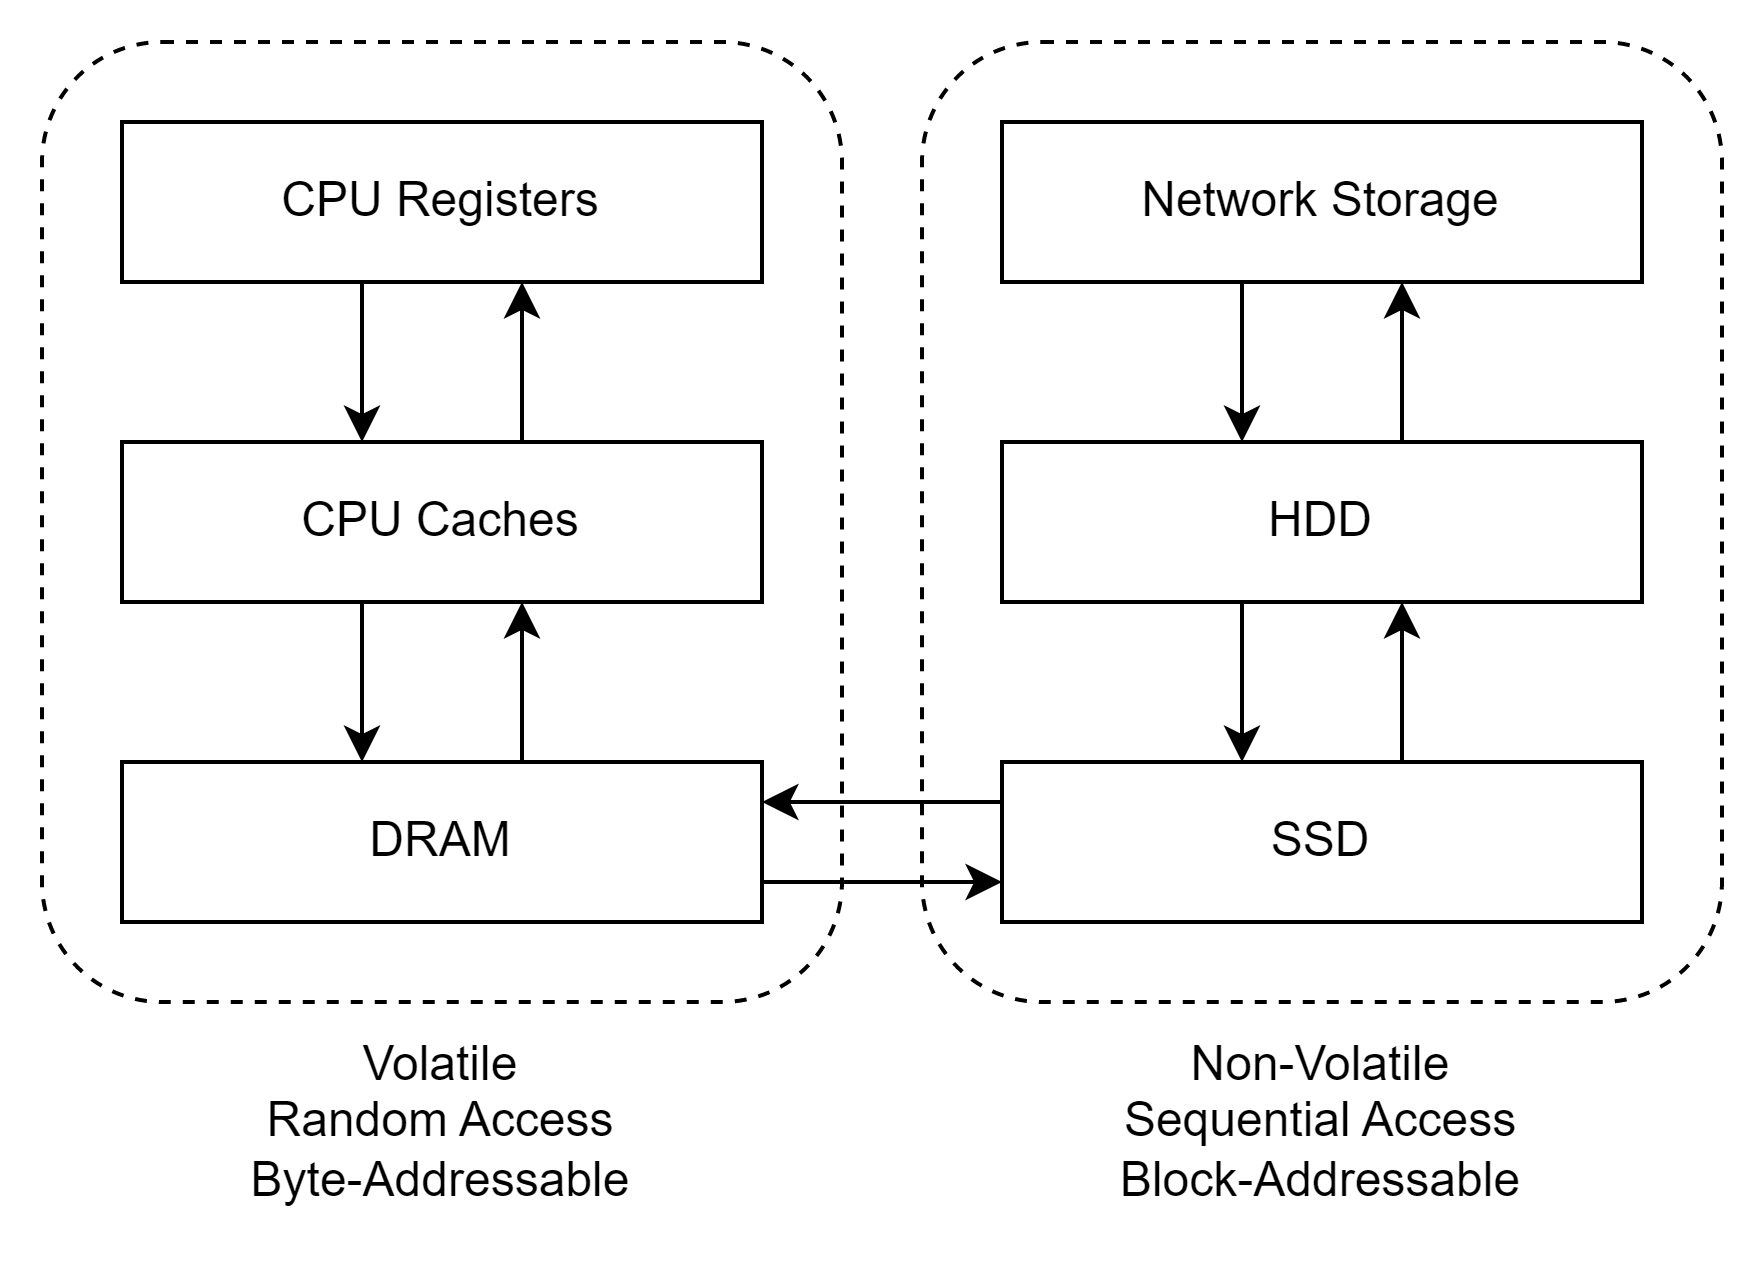 CPU Registers
CPU Caches
DRAM
Volatile
Random Access
Byte-Addressable
Network Storage
HDD
SSD
Non-Volatile
Sequential Access
Block-Addressable